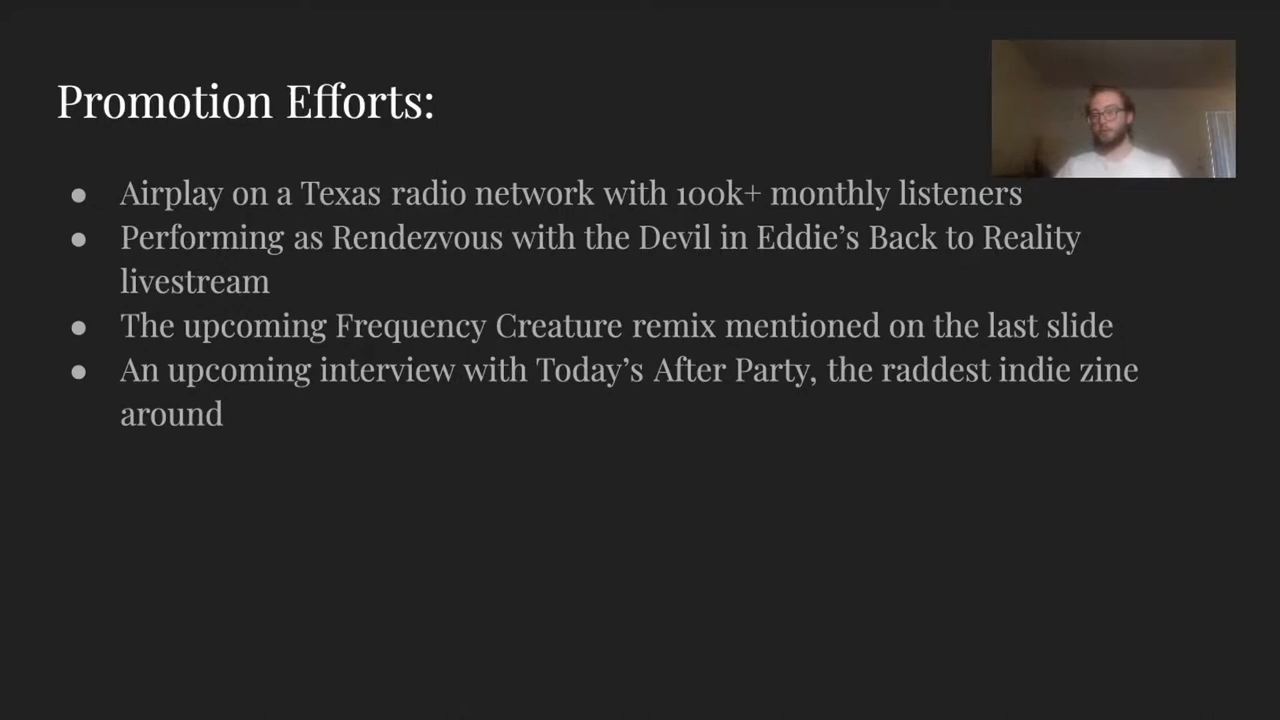 Promotion Efforts:
● Airplay on a Texas radio network with 100k+ monthly listeners
● Performing as Rendezvous with the Devil in Eddie’s Back to Reality
livestream
● The upcoming Frequency Creature remix mentioned on the last slide
● An upcoming interview with Today’s After Party, the raddest indie zine
around